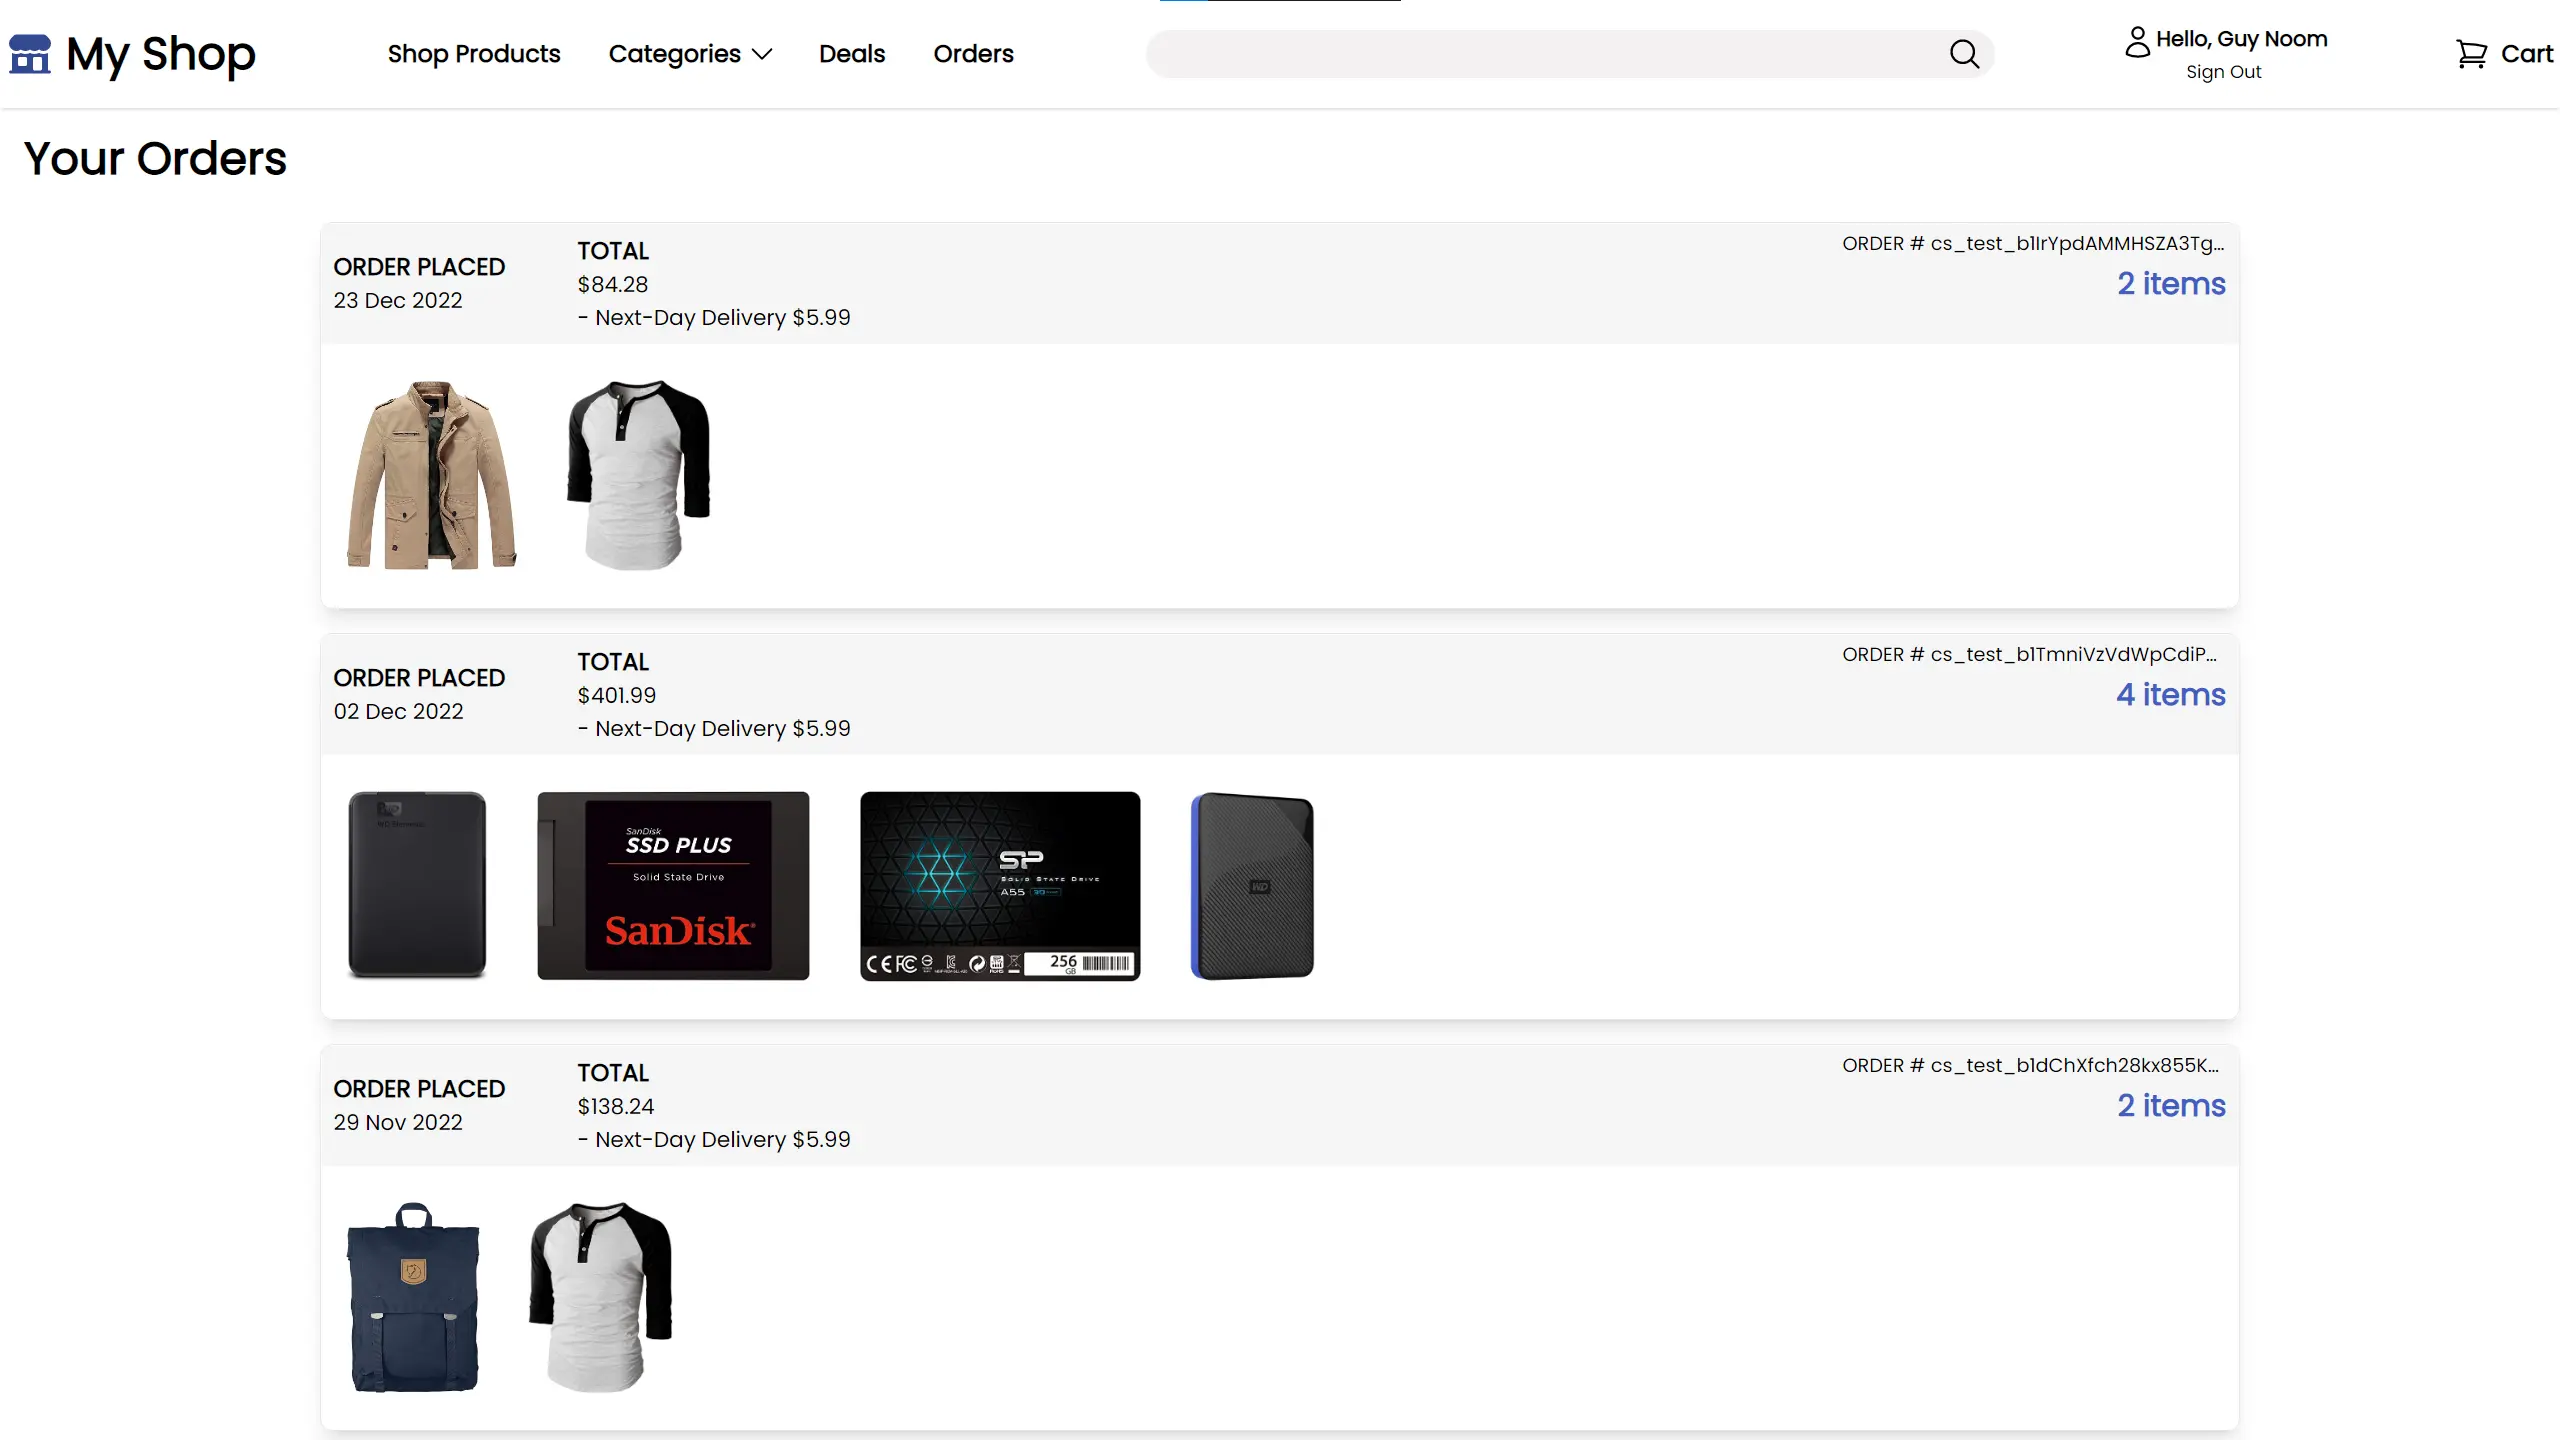 My Shop
Shop Products
Categories
Deals
Orders
Hello, Guy Noom
Sign Out
Cart
Your Orders
ORDER PLACED
23 Dec 2022
TOTAL
$84.28
- Next-Day Delivery $5.99
ORDER # cs_test_b1IrYpdAMMHSZA3Tg...
2 items
ORDER PLACED
02 Dec 2022
TOTAL
$401.99
- Next-Day Delivery $5.99
ORDER # cs_test_b1TmniVzVdWpCdiP...
4 items
SanDisk
SSD PLUS
Solid State Drive
SanDisk
SP
SOLID STATE DRIVE
A55
256
GB
WD
ORDER PLACED
29 Nov 2022
TOTAL
$138.24
- Next-Day Delivery $5.99
ORDER # cs_test_b1dChXfch28kx855K...
2 items